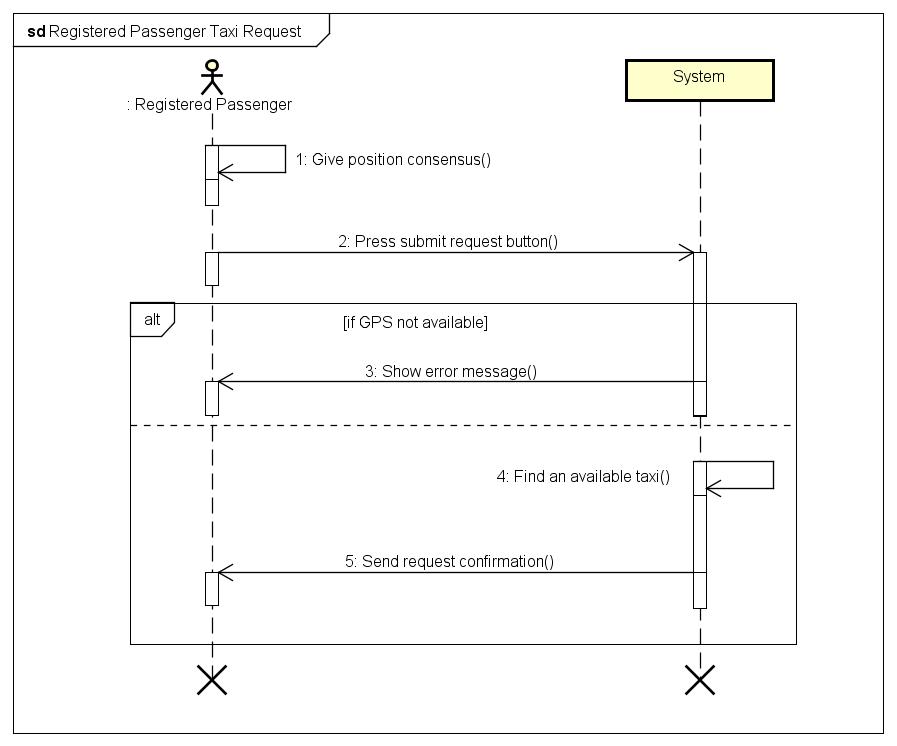 sd Registered Passenger Taxi Request
: Registered Passenger
System
1: Give position consensus()
2: Press submit request button()
alt
[if GPS not available]
3: Show error message()
4: Find an available taxi()
5: Send request confirmation()